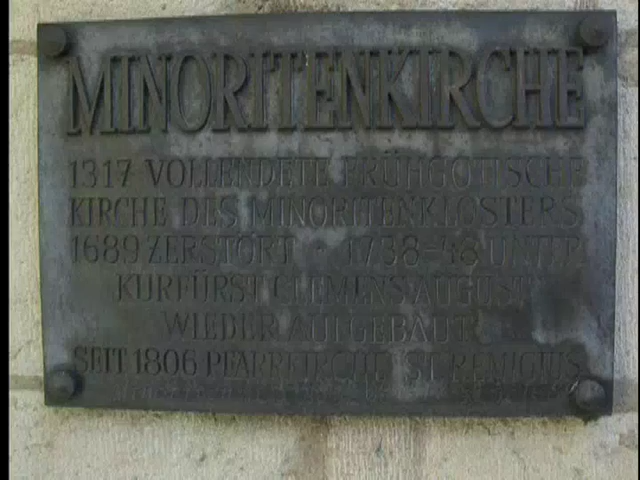 MINORITENKIRCHE
1317 VOLLENDETE FRÜHGOTISCHE
KIRCHE DES MINORITENKLOSTERS
1689 ZERSTÖRT · 1738-48 UNTER
KURFÜRST CLEMENS AUGUST
WIEDER AUFGEBAUT
SEIT 1806 PFARRKIRCHE ST. REMIGIUS